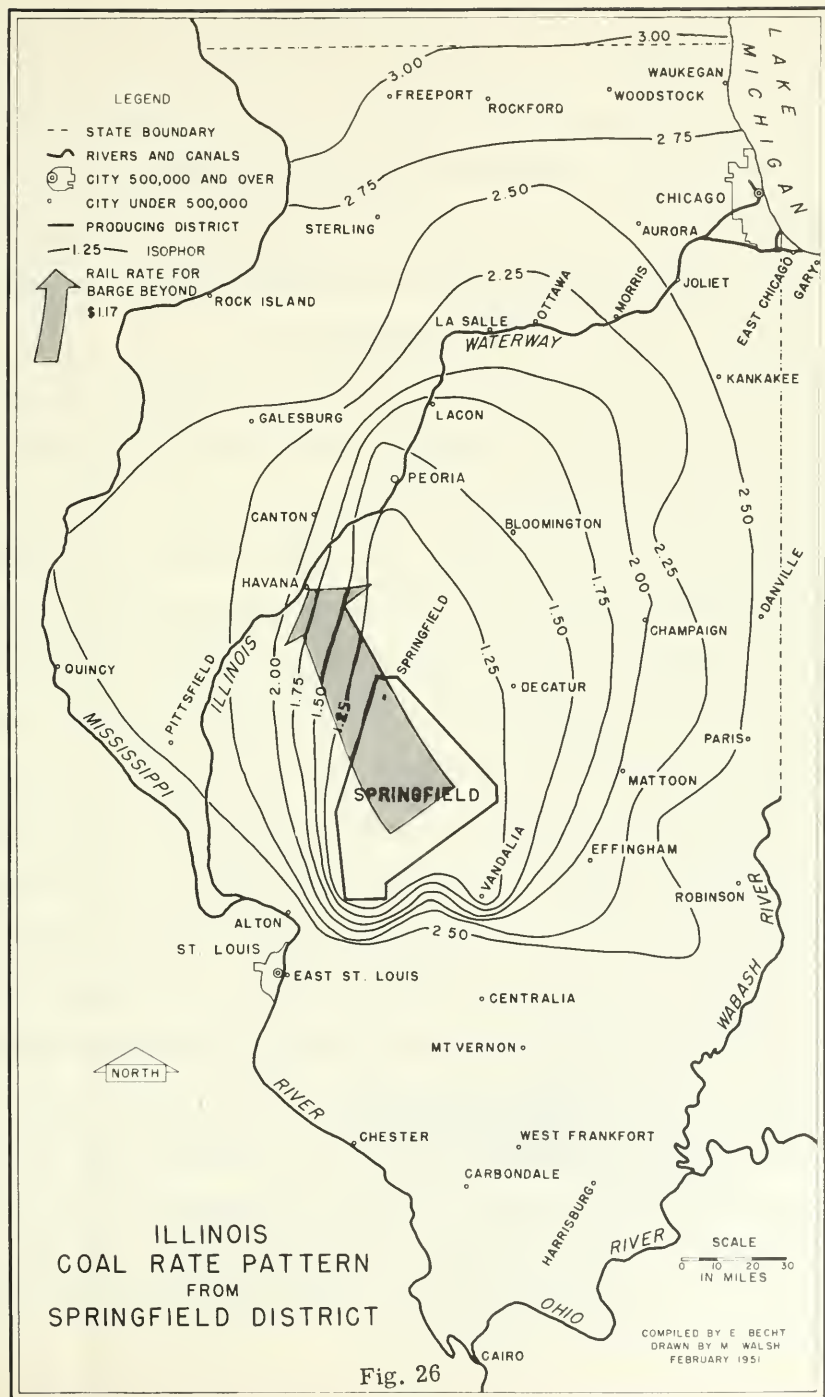 LEGEND
STATE BOUNDARY
RIVERS AND CANALS
CITY 500,000 AND OVER
CITY UNDER 500,000
PRODUCING DISTRICT
1.25 ISOPHOR
RAIL RATE FOR
BARGE BEYOND
$1.17
3.00
3.00
LAKE
MICHIGAN
WAUKEGAN
FREEPORT
ROCKFORD
WOODSTOCK
2.75
2.75
2.50
CHICAGO
STERLING
AURORA
2.25
ROCK ISLAND
LA SALLE
OTTAWA
MORRIS
JOLIET
EAST CHICAGO
GARY
WATERWAY
KANKAKEE
GALESBURG
LACON
PEORIA
2.50
CANTON
BLOOMINGTON
2.25
HAVANA
2.00
1.75
DANVILLE
SPRINGFIELD
1.50
CHAMPAIGN
1.25
QUINCY
PITTSFIELD
ILLINOIS
2.00
1.75
1.50
1.25
DECATUR
MISSISSIPPI
PARIS
MATTOON
SPRINGFIELD
EFFINGHAM
VANDALIA
ROBINSON
WABASH RIVER
ALTON
2.50
ST. LOUIS
EAST ST. LOUIS
CENTRALIA
MT VERNON
NORTH
RIVER
CHESTER
WEST FRANKFORT
CARBONDALE
HARRISBURG
OHIO RIVER
SCALE
0 10 20 30
IN MILES
ILLINOIS
COAL RATE PATTERN
FROM
SPRINGFIELD DISTRICT
COMPILED BY E. BECHT
DRAWN BY M. WALSH
FEBRUARY 1951
CAIRO
Fig. 26